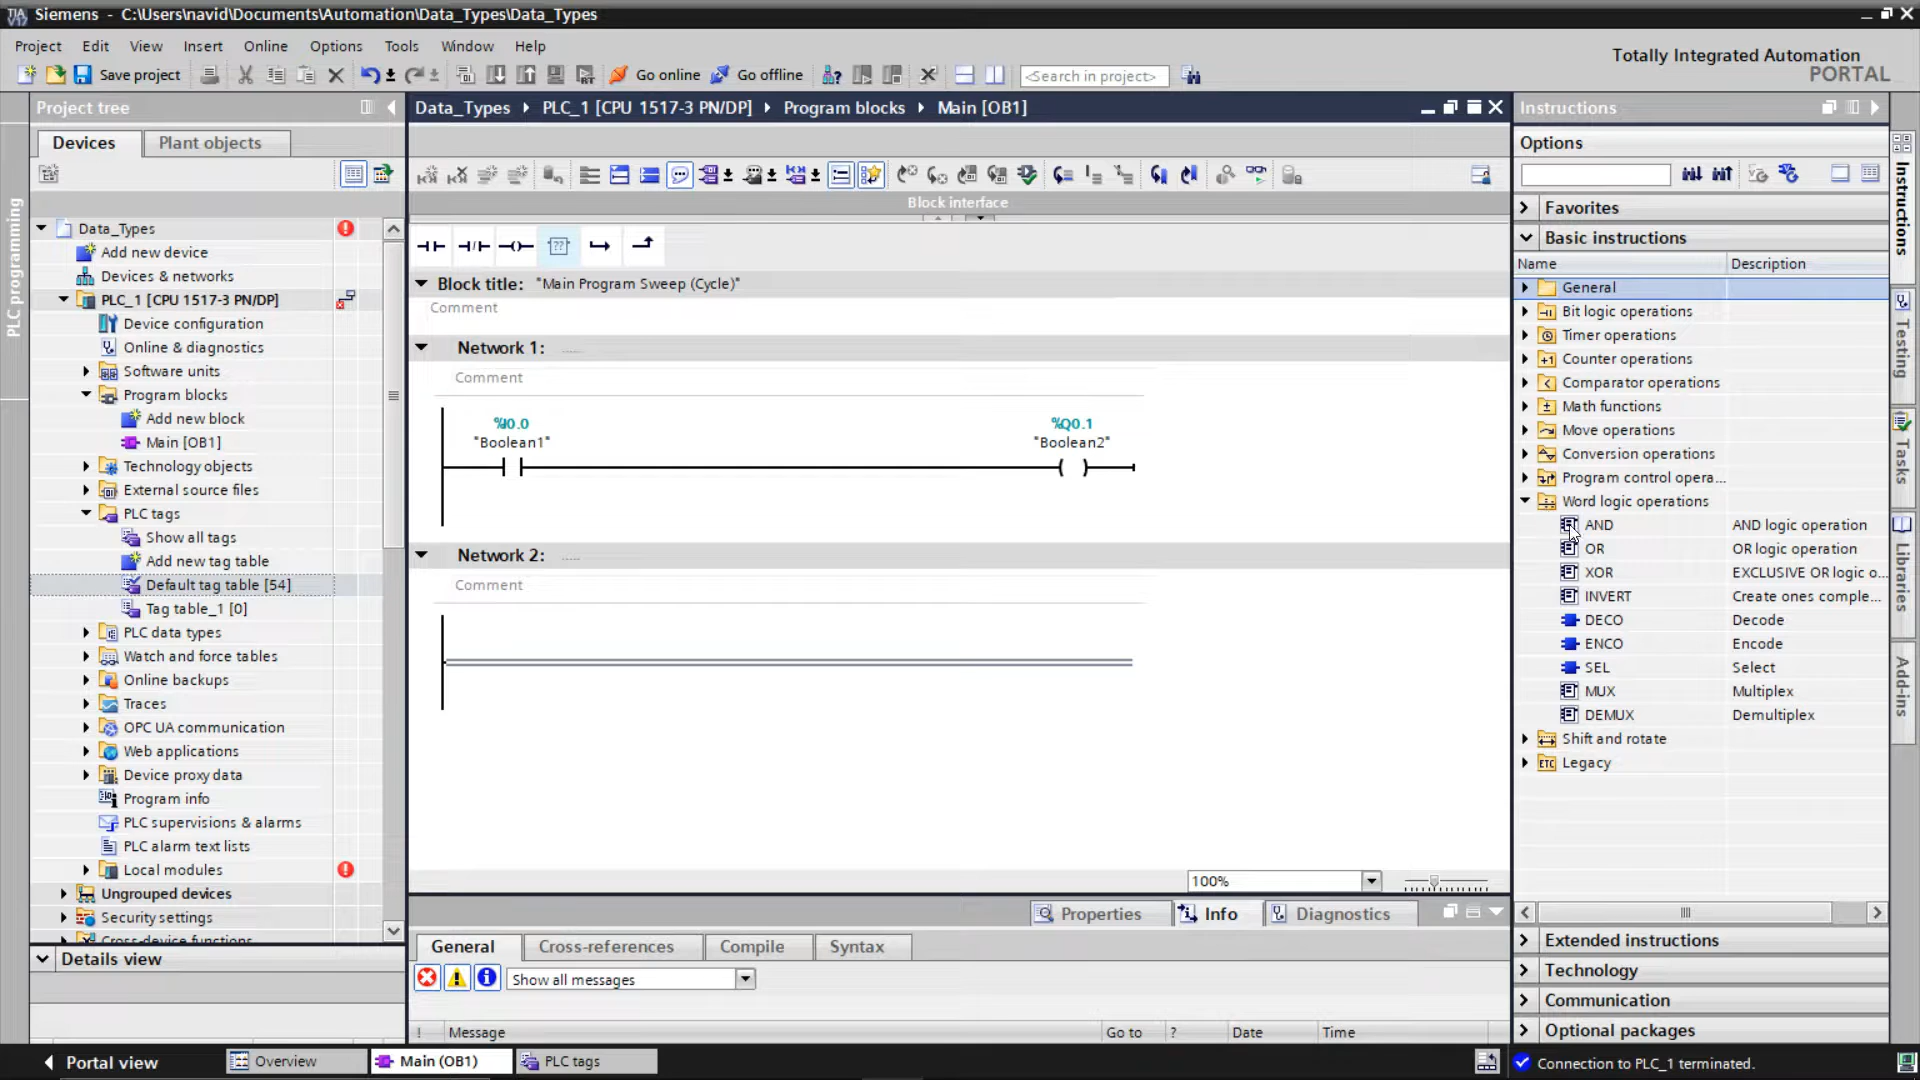 Siemens - C:\Users\navid\Documents\Automation\Data_Types\Data_Types
Project Edit View Insert Online Options Tools Window Help
Totally Integrated Automation
PORTAL
Save project Go online Go offline <Search in project>
Project tree
Data_Types PLC_1 [CPU 1517-3 PN/DP] Program blocks Main [OB1]
Instructions
Devices Plant objects
Options
PLC programming
Block interface
Data_Types
Add new device
Devices & networks
PLC_1 [CPU 1517-3 PN/DP]
Device configuration
Online & diagnostics
Software units
Program blocks
Add new block
Main [OB1]
Technology objects
External source files
PLC tags
Show all tags
Add new tag table
Default tag table [54]
Tag table_1 [0]
PLC data types
Watch and force tables
Online backups
Traces
OPC UA communication
Web applications
Device proxy data
Program info
PLC supervisions & alarms
PLC alarm text lists
Local modules
Ungrouped devices
Security settings
Cross-device functions
Details view
??
Block title: "Main Program Sweep (Cycle)"
Comment
Network 1: .....
Comment
%I0.0
"Boolean1"
%Q0.1
"Boolean2"
Network 2: .....
Comment
100%
Properties Info Diagnostics
General Cross-references Compile Syntax
Show all messages
! Message Go to ? Date Time
Favorites
Basic instructions
Name Description
General
Bit logic operations
Timer operations
Counter operations
Comparator operations
Math functions
Move operations
Conversion operations
Program control opera...
Word logic operations
AND AND logic operation
OR OR logic operation
XOR EXCLUSIVE OR logic o...
INVERT Create ones comple...
DECO Decode
ENCO Encode
SEL Select
MUX Multiplex
DEMUX Demultiplex
Shift and rotate
Legacy
Extended instructions
Technology
Communication
Optional packages
Instructions
Testing
Tasks
Libraries
Add-ins
Portal view Overview Main (OB1) PLC tags
Connection to PLC_1 terminated.